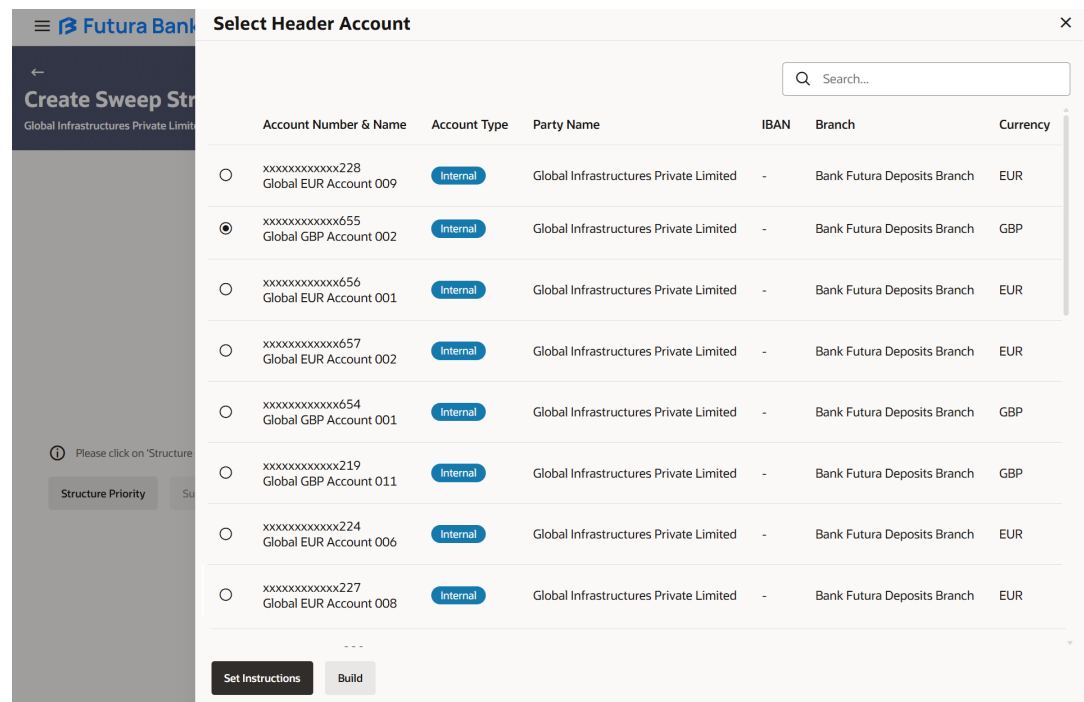 Futura Bank
Select Header Account
Create Sweep Str
Global Infrastructures Private Limit
Search...
Account Number & Name Account Type Party Name IBAN Branch Currency
xxxxxxxxxxxx228
Global EUR Account 009
Internal Global Infrastructures Private Limited - Bank Futura Deposits Branch EUR
xxxxxxxxxxxx655
Global GBP Account 002
Internal Global Infrastructures Private Limited - Bank Futura Deposits Branch GBP
xxxxxxxxxxxx656
Global EUR Account 001
Internal Global Infrastructures Private Limited - Bank Futura Deposits Branch EUR
xxxxxxxxxxxx657
Global EUR Account 002
Internal Global Infrastructures Private Limited - Bank Futura Deposits Branch EUR
xxxxxxxxxxxx654
Global GBP Account 001
Internal Global Infrastructures Private Limited - Bank Futura Deposits Branch GBP
xxxxxxxxxxxx219
Global GBP Account 011
Internal Global Infrastructures Private Limited - Bank Futura Deposits Branch GBP
xxxxxxxxxxxx224
Global EUR Account 006
Internal Global Infrastructures Private Limited - Bank Futura Deposits Branch EUR
xxxxxxxxxxxx227
Global EUR Account 008
Internal Global Infrastructures Private Limited - Bank Futura Deposits Branch EUR
- - -
Please click on 'Structure
Structure Priority Su
Set Instructions Build